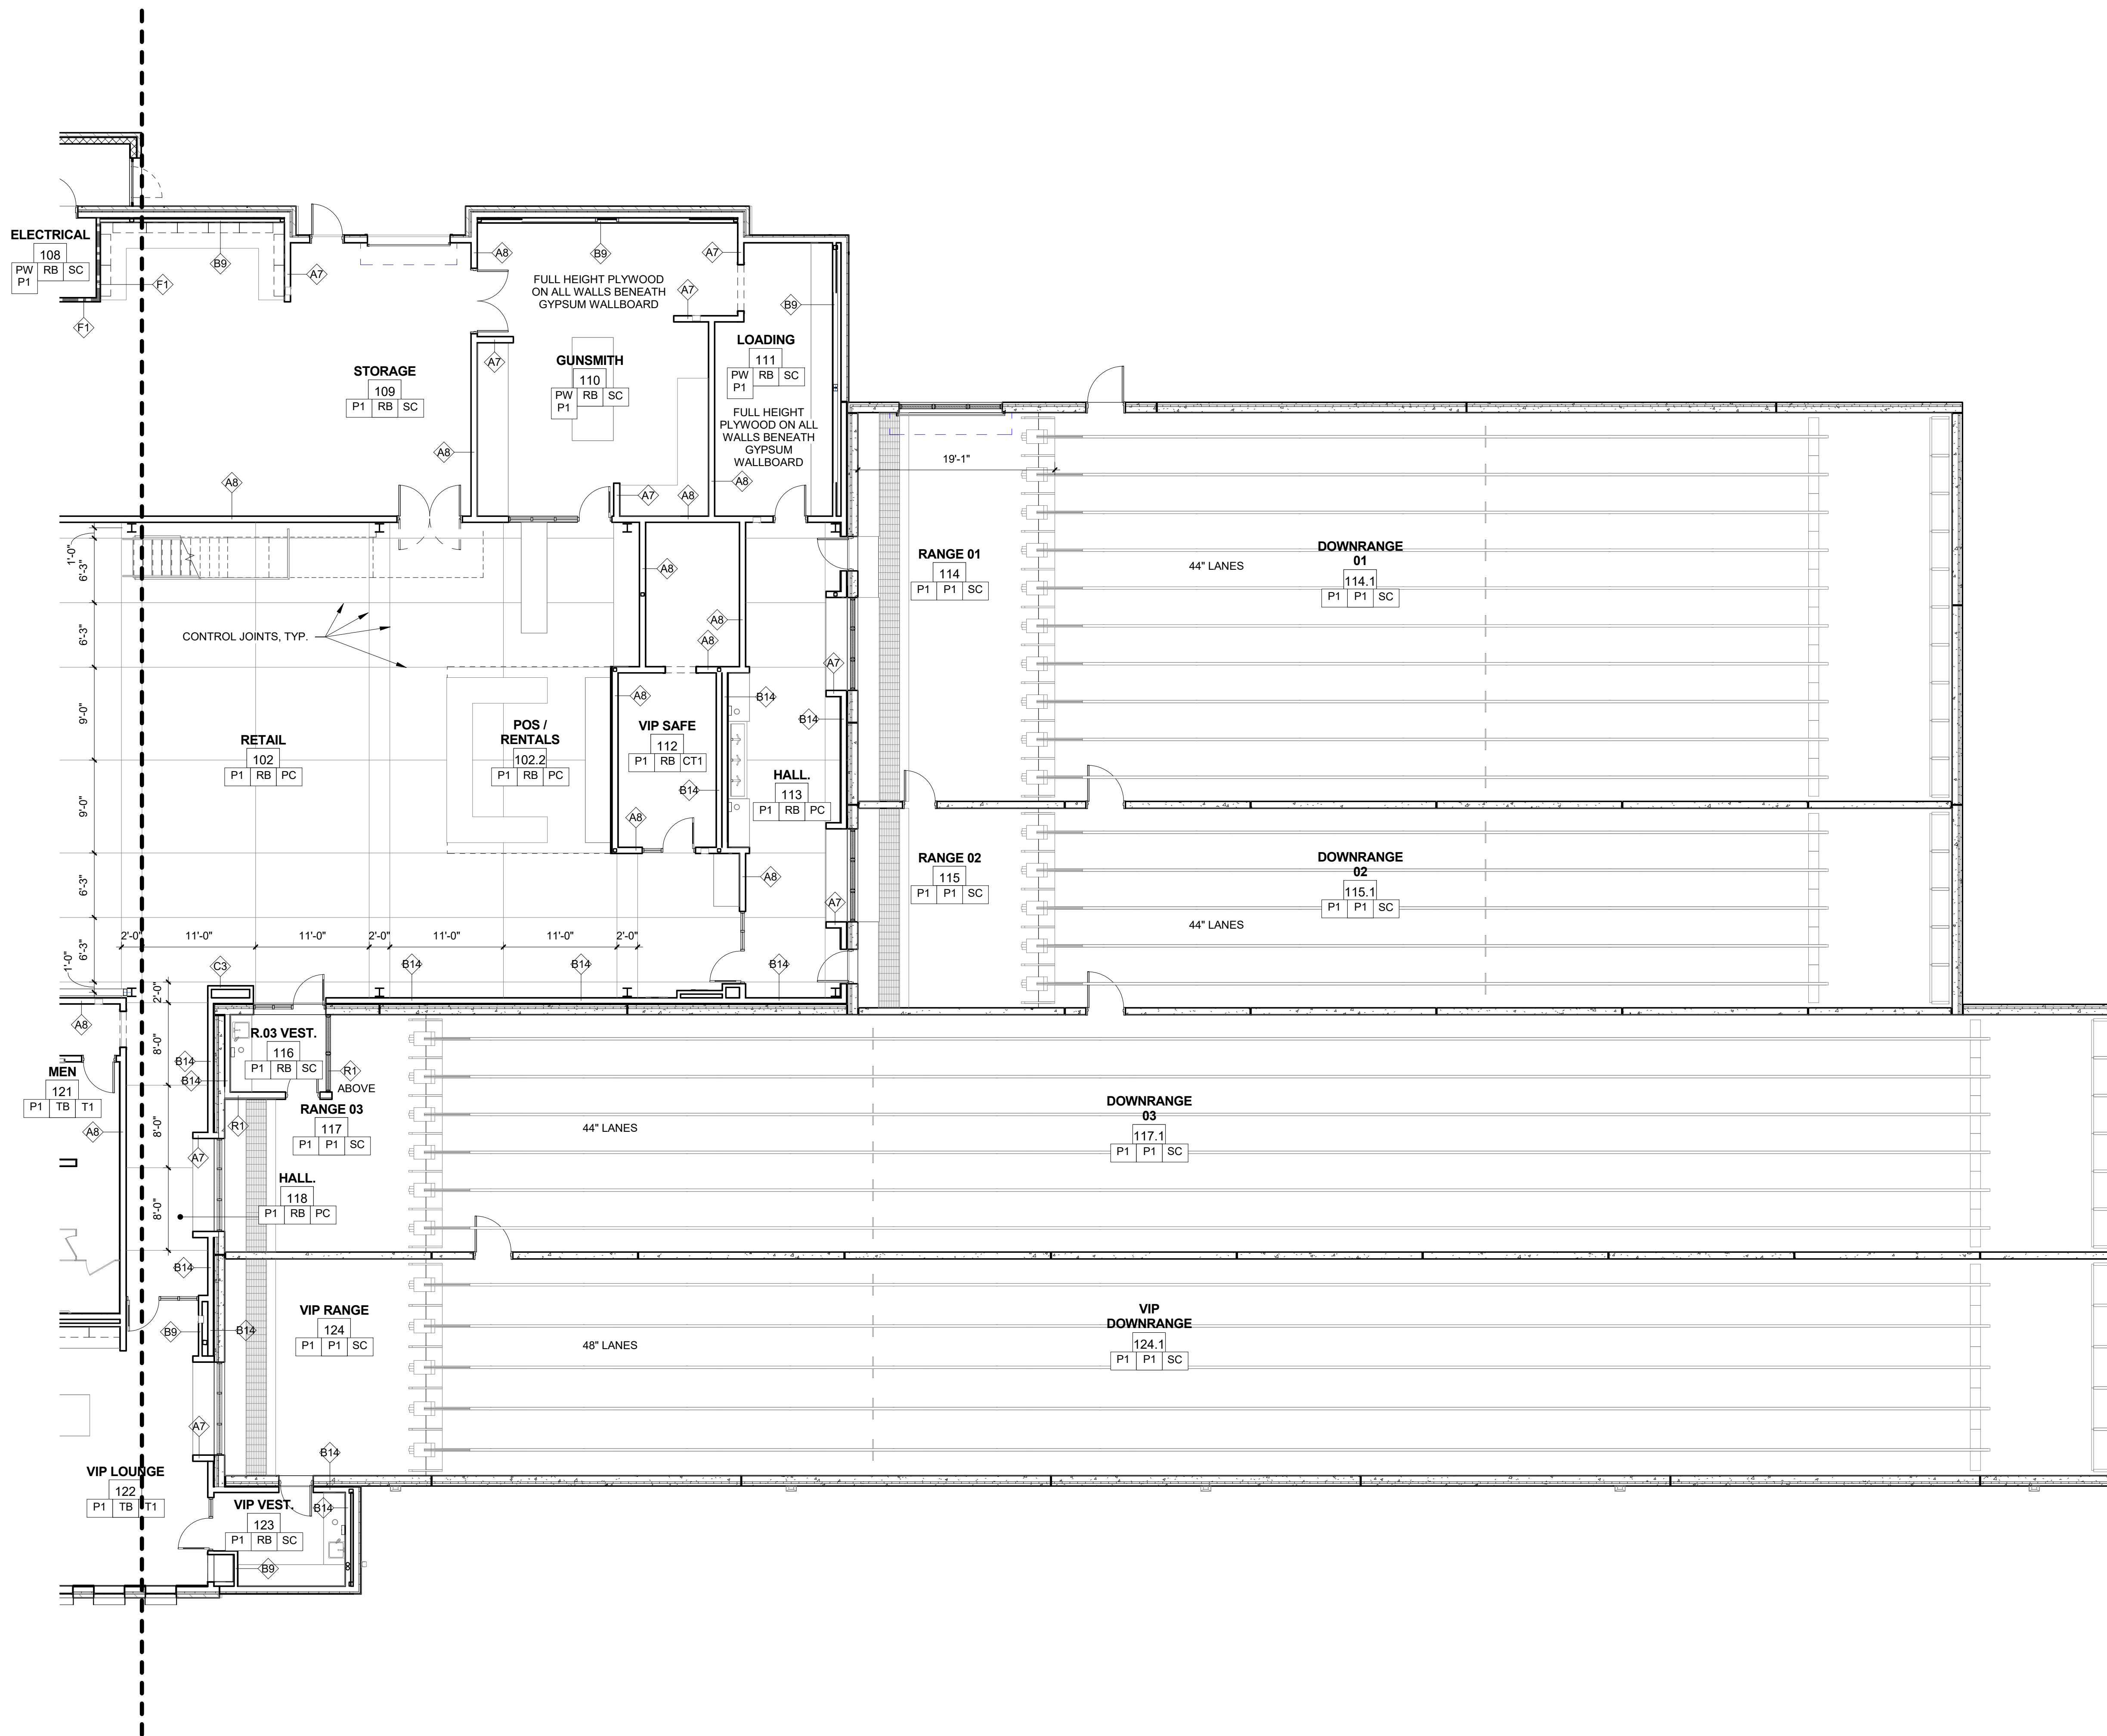 ELECTRICAL
108
PW RB SC
P1
F1
F1
B9
A7
STORAGE
109
P1 RB SC
A8
A8
A8
B9
A7
FULL HEIGHT PLYWOOD
ON ALL WALLS BENEATH
GYPSUM WALLBOARD
A7
A7
GUNSMITH
110
PW RB SC
P1
B9
LOADING
111
PW RB SC
P1
FULL HEIGHT
PLYWOOD ON ALL
WALLS BENEATH
GYPSUM
WALLBOARD
A7
A8
A8
19'-1"
RANGE 01
114
P1 P1 SC
44" LANES
DOWNRANGE
01
114.1
P1 P1 SC
1'-0"
6'-3"
6'-3"
9'-0"
9'-0"
6'-3"
6'-3"
1'-0"
CONTROL JOINTS, TYP.
A8
A8
A8
A7
RETAIL
102
P1 RB PC
POS /
RENTALS
102.2
P1 RB PC
A8
VIP SAFE
112
P1 RB CT1
B14
A8
B14
B14
HALL.
113
P1 RB PC
A8
A7
RANGE 02
115
P1 P1 SC
44" LANES
DOWNRANGE
02
115.1
P1 P1 SC
2'-0" 11'-0" 11'-0" 2'-0" 11'-0" 11'-0" 2'-0"
C3
B14
B14
B14
2'-0"
8'-0"
8'-0"
8'-0"
A8
MEN
121
P1 TB T1
A8
B14
B14
R.03 VEST.
116
P1 RB SC
R1
ABOVE
R1
RANGE 03
117
P1 P1 SC
44" LANES
DOWNRANGE
03
117.1
P1 P1 SC
A7
HALL.
118
P1 RB PC
B14
B9
B14
VIP RANGE
124
P1 P1 SC
48" LANES
VIP
DOWNRANGE
124.1
P1 P1 SC
A7
B14
VIP LOUNGE
122
P1 TB T1
VIP VEST.
123
P1 RB SC
B14
B9